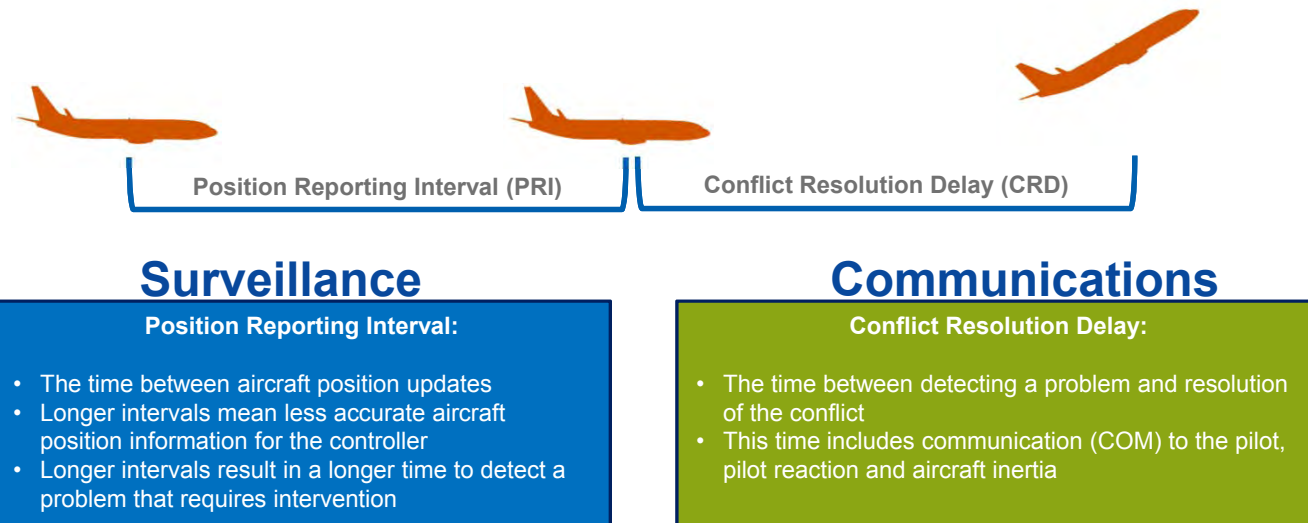 Position Reporting Interval (PRI)
Conflict Resolution Delay (CRD)
Surveillance
Position Reporting Interval:
• The time between aircraft position updates
• Longer intervals mean less accurate aircraft
position information for the controller
• Longer intervals result in a longer time to detect a
problem that requires intervention
Communications
Conflict Resolution Delay:
• The time between detecting a problem and resolution
of the conflict
• This time includes communication (COM) to the pilot,
pilot reaction and aircraft inertia